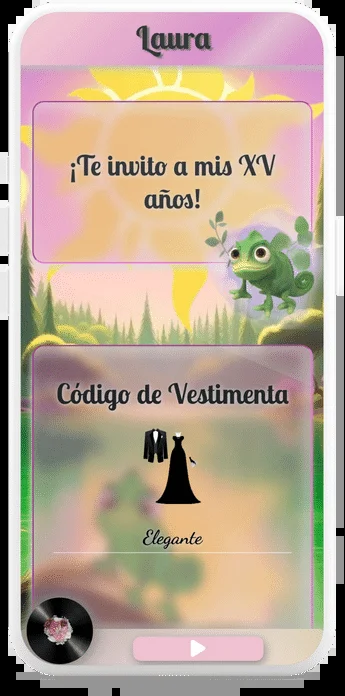 Laura
¡Te invito a mis XV
años!
Código de Vestimenta
Elegante